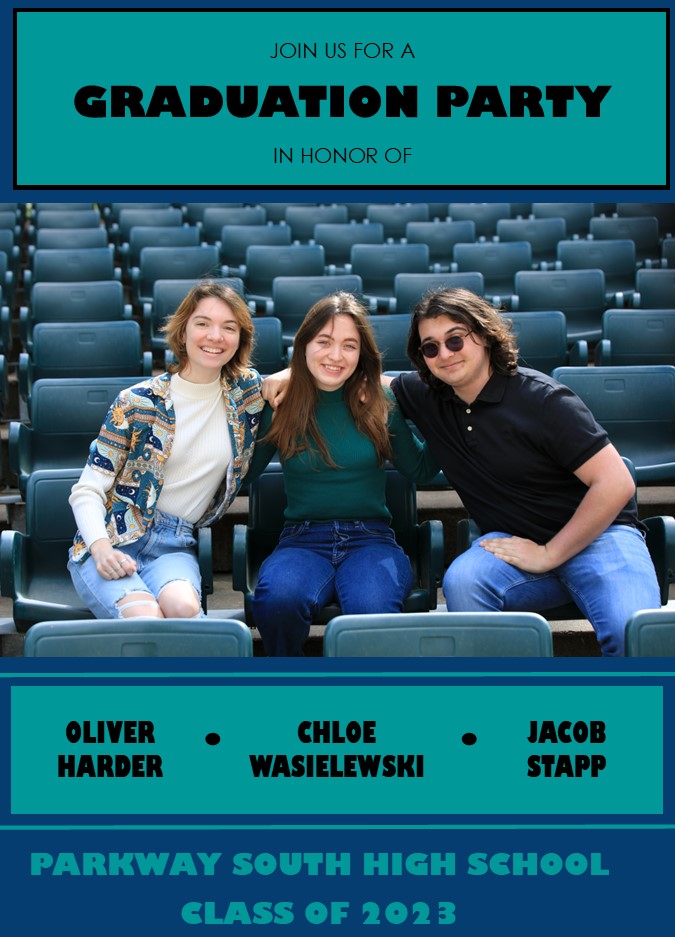 JOIN US FOR A
GRADUATION PARTY
IN HONOR OF
OLIVER HARDER • CHLOE WASIELEWSKI • JACOB STAPP
PARKWAY SOUTH HIGH SCHOOL
CLASS OF 2023